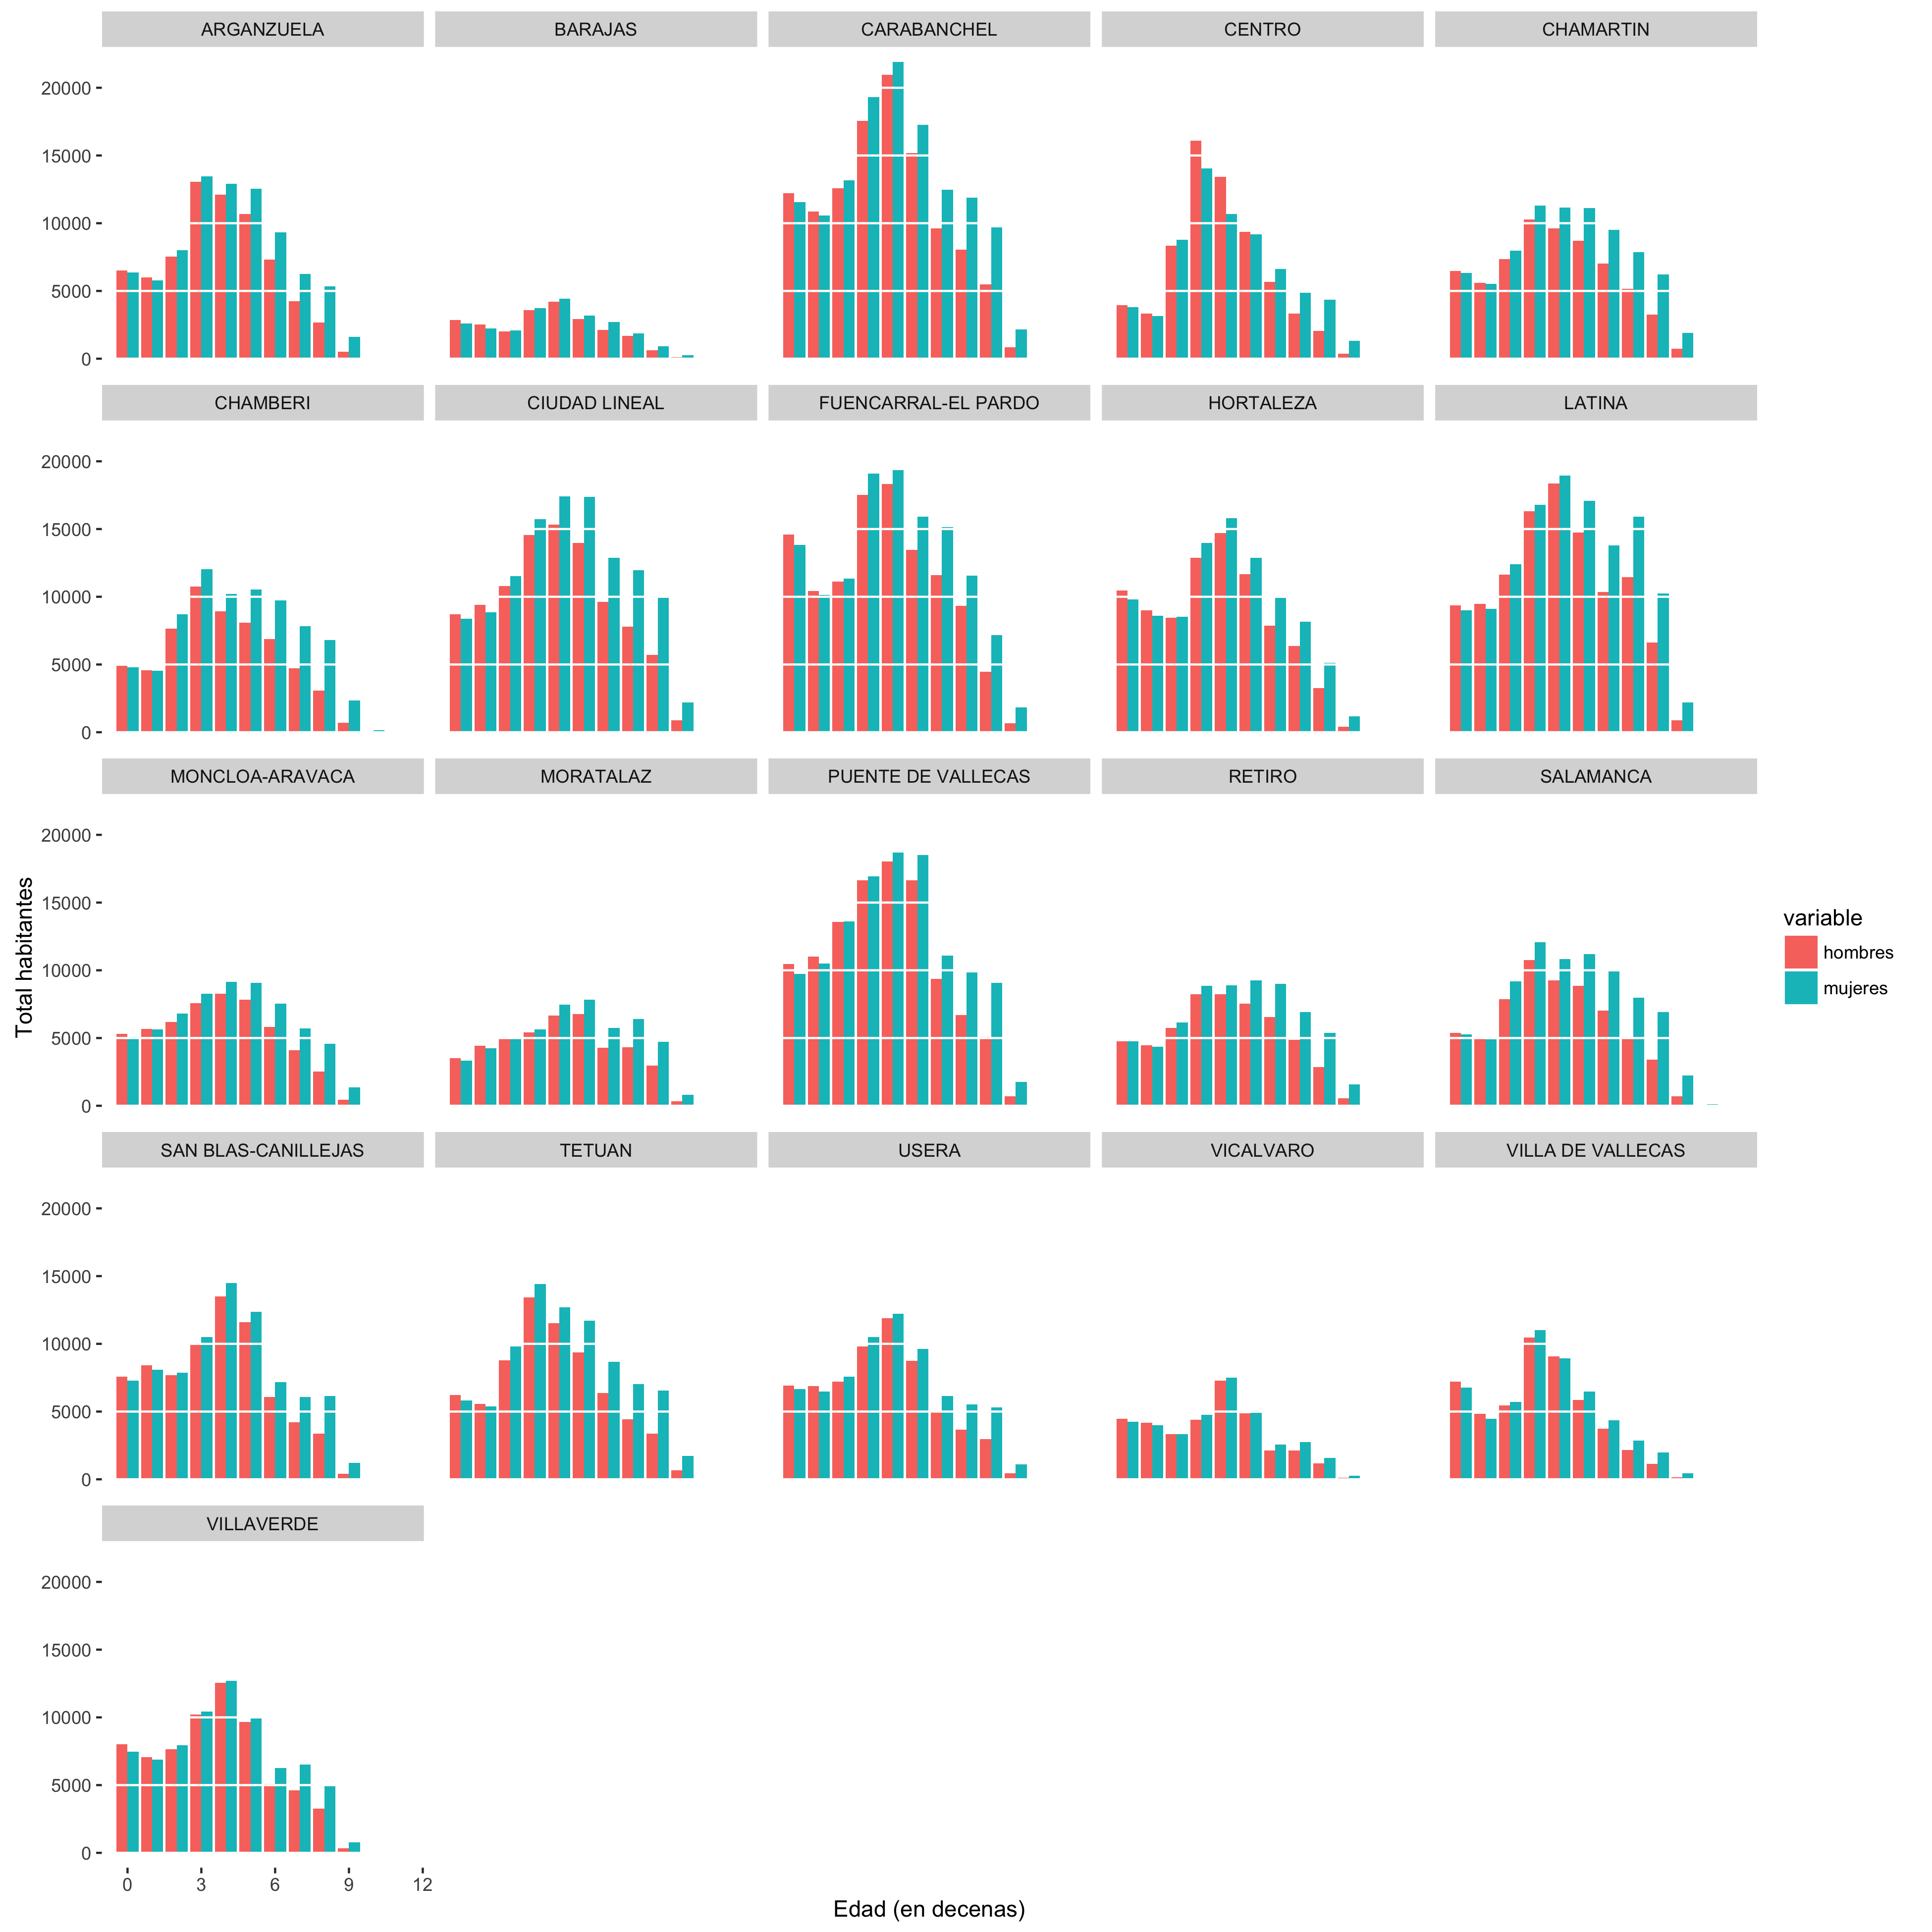 ARGANZUELA
BARAJAS
CARABANCHEL
CENTRO
CHAMARTIN
20000
15000
10000
5000
0
CHAMBERI
CIUDAD LINEAL
FUENCARRAL-EL PARDO
HORTALEZA
LATINA
20000
15000
10000
5000
0
MONCLOA-ARAVACA
MORATALAZ
PUENTE DE VALLECAS
RETIRO
SALAMANCA
20000
15000
10000
5000
0
SAN BLAS-CANILLEJAS
TETUAN
USERA
VICALVARO
VILLA DE VALLECAS
20000
15000
10000
5000
0
VILLAVERDE
20000
15000
10000
5000
0
0 3 6 9 12
Edad (en decenas)
Total habitantes
variable
hombres
mujeres